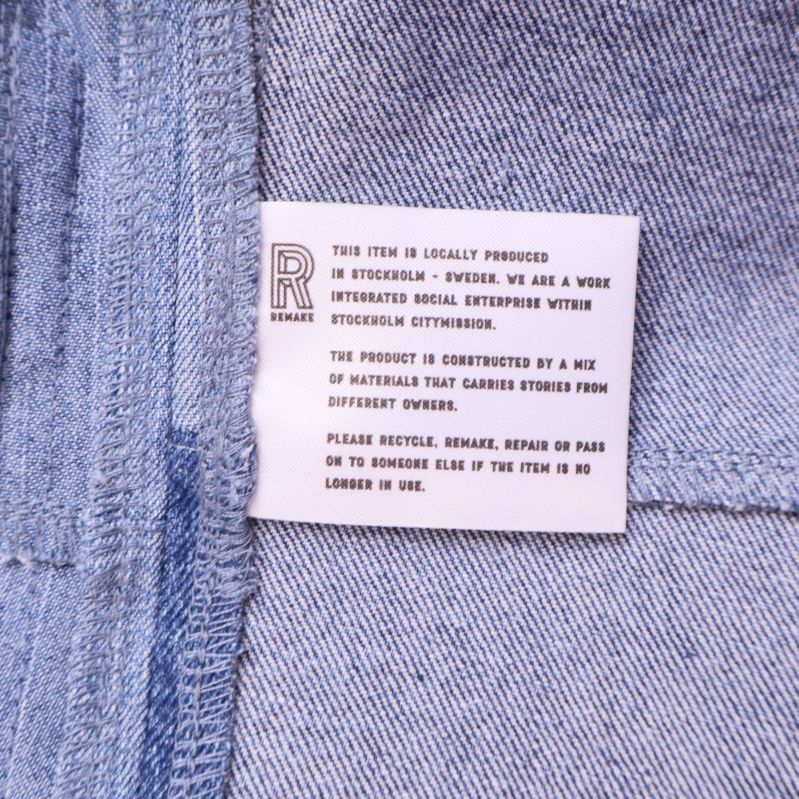 R
REMAKE
THIS ITEM IS LOCALLY PRODUCED
IN STOCKHOLM - SWEDEN. WE ARE A WORK
INTEGRATED SOCIAL ENTERPRISE WITHIN
STOCKHOLM CITYMISSION.
THE PRODUCT IS CONSTRUCTED BY A MIX
OF MATERIALS THAT CARRIES STORIES FROM
DIFFERENT OWNERS.
PLEASE RECYCLE, REMAKE, REPAIR OR PASS
ON TO SOMEONE ELSE IF THE ITEM IS NO
LONGER IN USE.